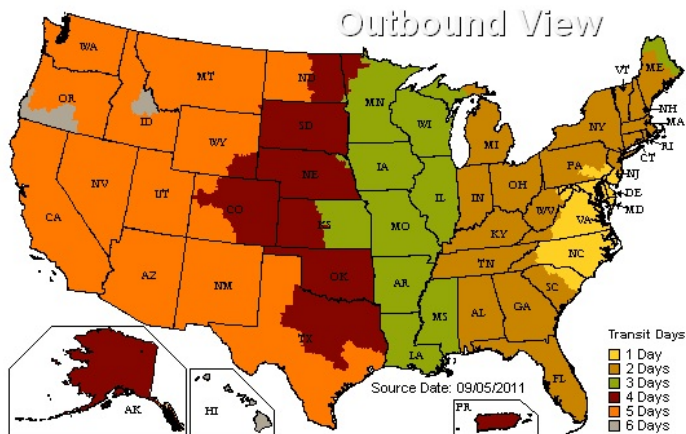 Outbound View
WA
MT
ND
OR
ID
WY
SD
MN
WI
MI
NY
VT
ME
NH
MA
RI
CT
NV
UT
CO
NE
IA
IL
IN
OH
PA
NJ
DE
MD
CA
KS
MO
KY
WV
VA
AZ
NM
OK
AR
TN
NC
TX
LA
MS
AL
GA
SC
FL
AK
HI
PR
Source Date: 09/05/2011
Transit Days
1 Day
2 Days
3 Days
4 Days
5 Days
6 Days